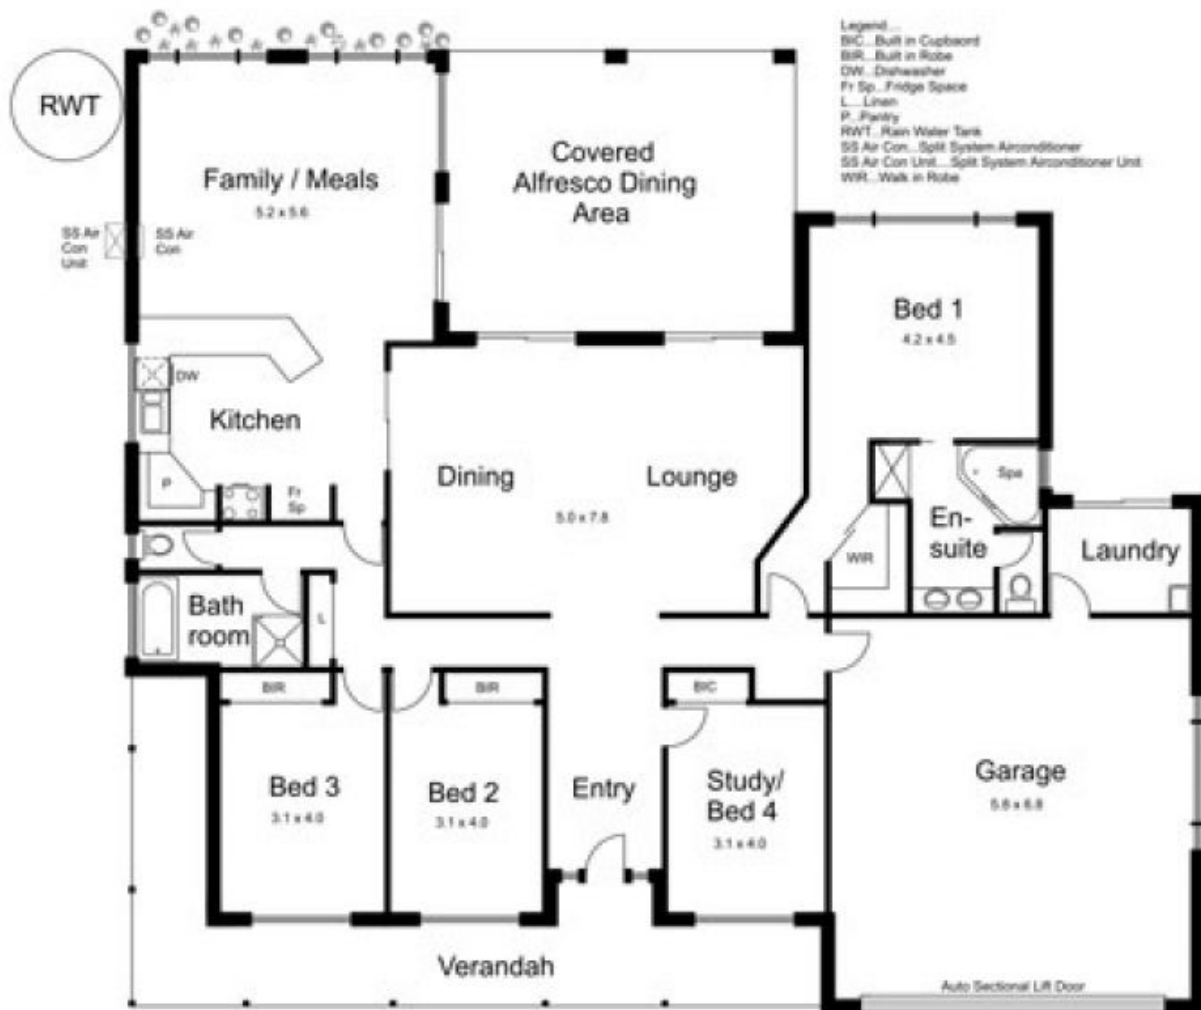 Legend....
BIC...Built in Cupbaord
BIR...Built in Robe
DW...Dishwasher
Fr Sp...Fridge Space
L.....Linen
P...Pantry
RWT...Rain Water Tank
SS Air Con...Split System Airconditioner
SS Air Con Unit....Split System Airconditioner Unit
WIR...Walk in Robe
RWT
Family / Meals
5.2 x 5.6
Covered
Alfresco Dining
Area
SS Air
Con
Unit
SS Air
Con
Bed 1
4.2 x 4.5
DW
Kitchen
P
Fr
Sp
Dining
Lounge
5.0 x 7.8
Spa
En-
suite
WIR
Laundry
Bath
room
L
BIR
BIR
BIC
Bed 3
3.1 x 4.0
Bed 2
3.1 x 4.0
Entry
Study/
Bed 4
3.1 x 4.0
Garage
5.8 x 6.8
Verandah
Auto Sectional Lift Door